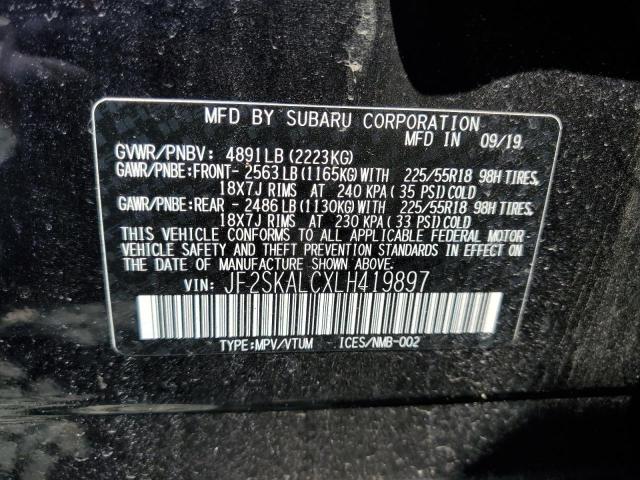 MFD BY SUBARU CORPORATION
MFD IN 09/19
GVWR/PNBV: 4891LB (2223KG)
GAWR/PNBE:FRONT- 2563LB (1165KG)WITH 225/55R18 98H TIRES,
18X7J RIMS AT 240 KPA (35 PSI)COLD
GAWR/PNBE:REAR - 2486LB (1130KG)WITH 225/55R18 98H TIRES,
18X7J RIMS AT 230 KPA (33 PSI)COLD
THIS VEHICLE CONFORMS TO ALL APPLICABLE FEDERAL MOTOR
VEHICLE SAFETY AND THEFT PREVENTION STANDARDS IN EFFECT ON
THE DATE OF MANUFACTURE SHOWN ABOVE.
VIN: JF2SKALCXLH419897
TYPE:MPV/VTUM ICES/NMB-002